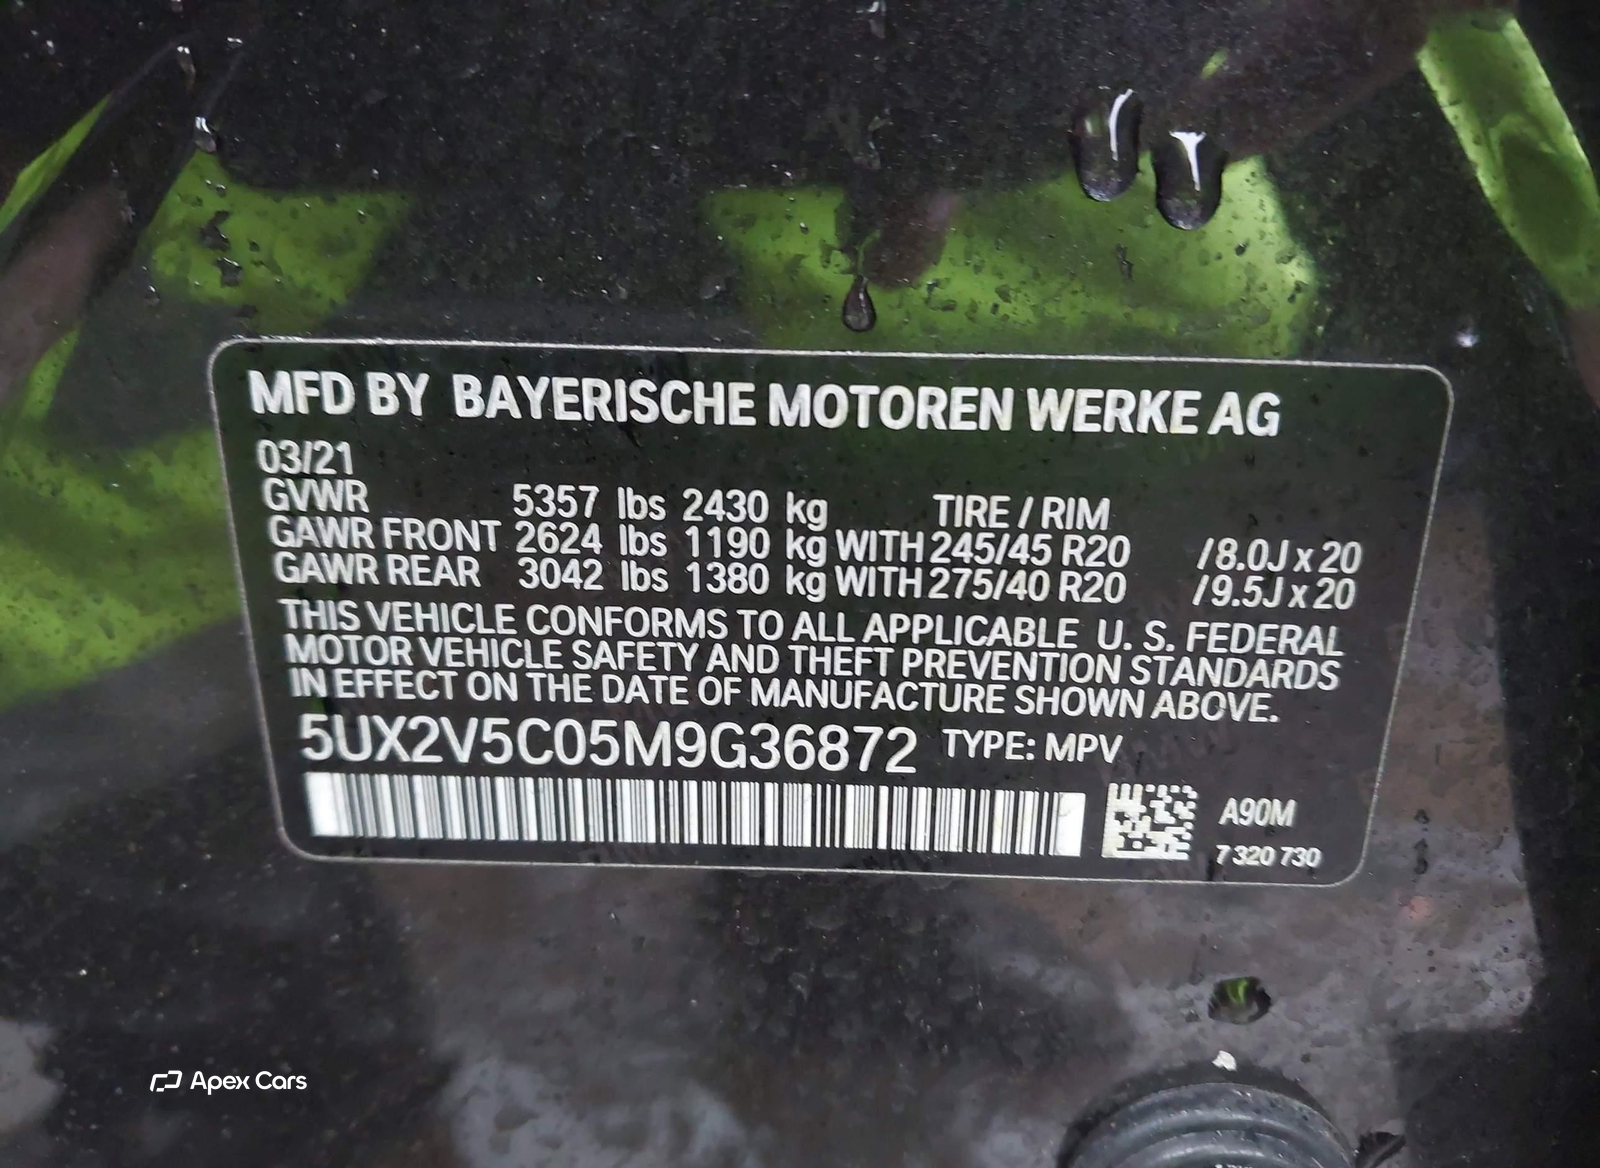 MFD BY BAYERISCHE MOTOREN WERKE AG
03/21
GVWR 5357 lbs 2430 kg TIRE / RIM
GAWR FRONT 2624 lbs 1190 kg WITH 245/45 R20 /8.0J x 20
GAWR REAR 3042 lbs 1380 kg WITH 275/40 R20 /9.5J x 20
THIS VEHICLE CONFORMS TO ALL APPLICABLE U. S. FEDERAL
MOTOR VEHICLE SAFETY AND THEFT PREVENTION STANDARDS
IN EFFECT ON THE DATE OF MANUFACTURE SHOWN ABOVE.
5UX2V5C05M9G36872 TYPE: MPV
A90M
7 320 730
Apex Cars